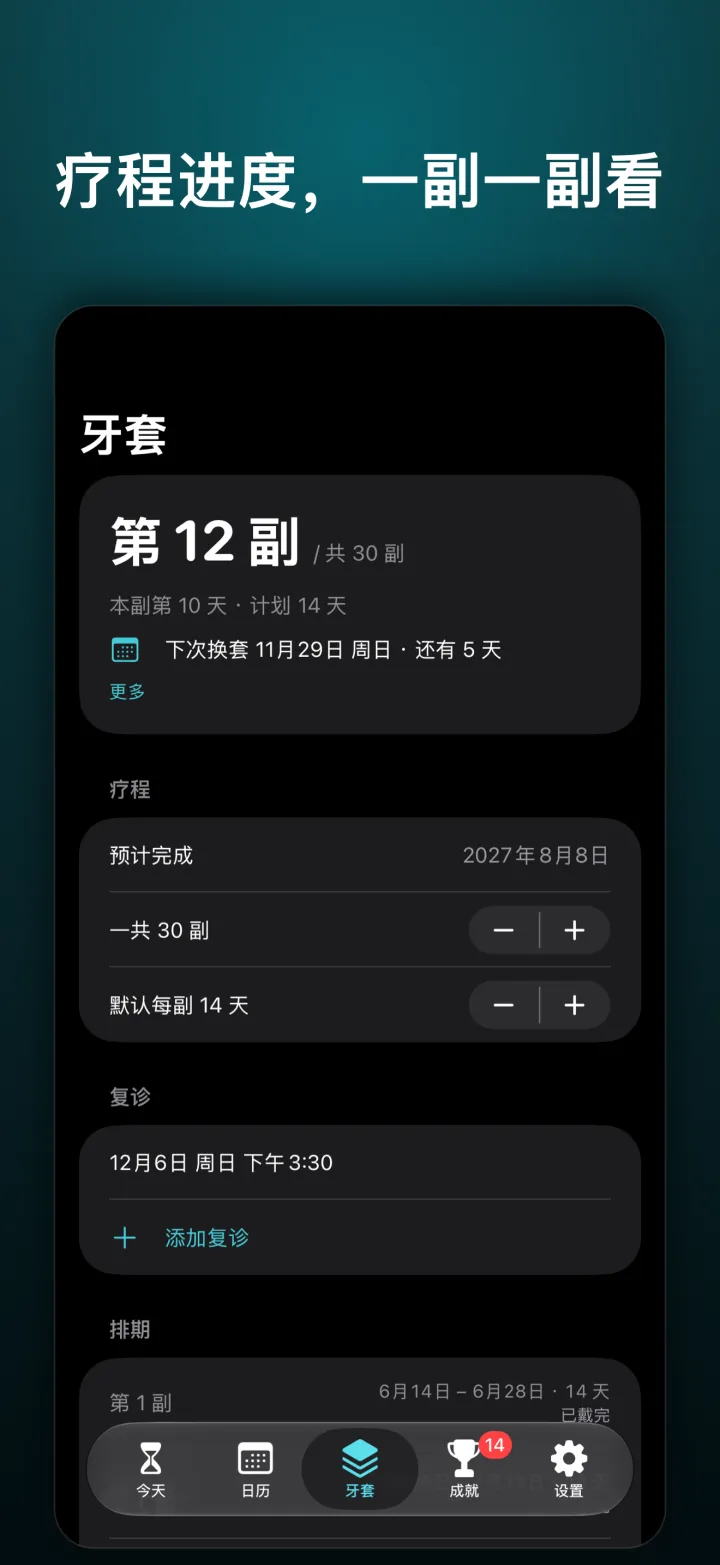 疗程进度，一副一副看
牙套
第 12 副 / 共 30 副
本副第 10 天 · 计划 14 天
下次换套 11月29日 周日 · 还有 5 天
更多
疗程
预计完成 2027年8月8日
一共 30 副
默认每副 14 天
复诊
12月6日 周日 下午3:30
添加复诊
排期
第 1 副 6月14日 – 6月28日 · 14 天
已戴完
14
今天 日历 牙套 成就 设置